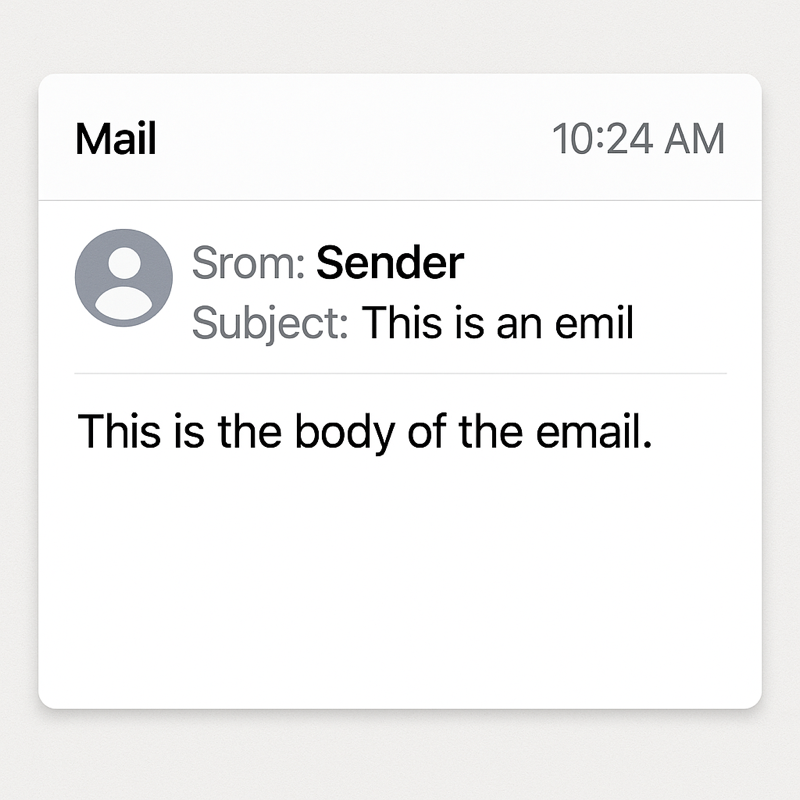 Mail
10:24 AM
Srom: Sender
Subject: This is an emil
This is the body of the email.